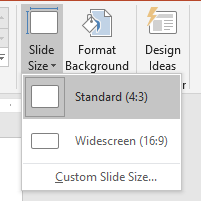 Slide Format Design
Size Background Ideas
Standard (4:3)
Widescreen (16:9)
Custom Slide Size...